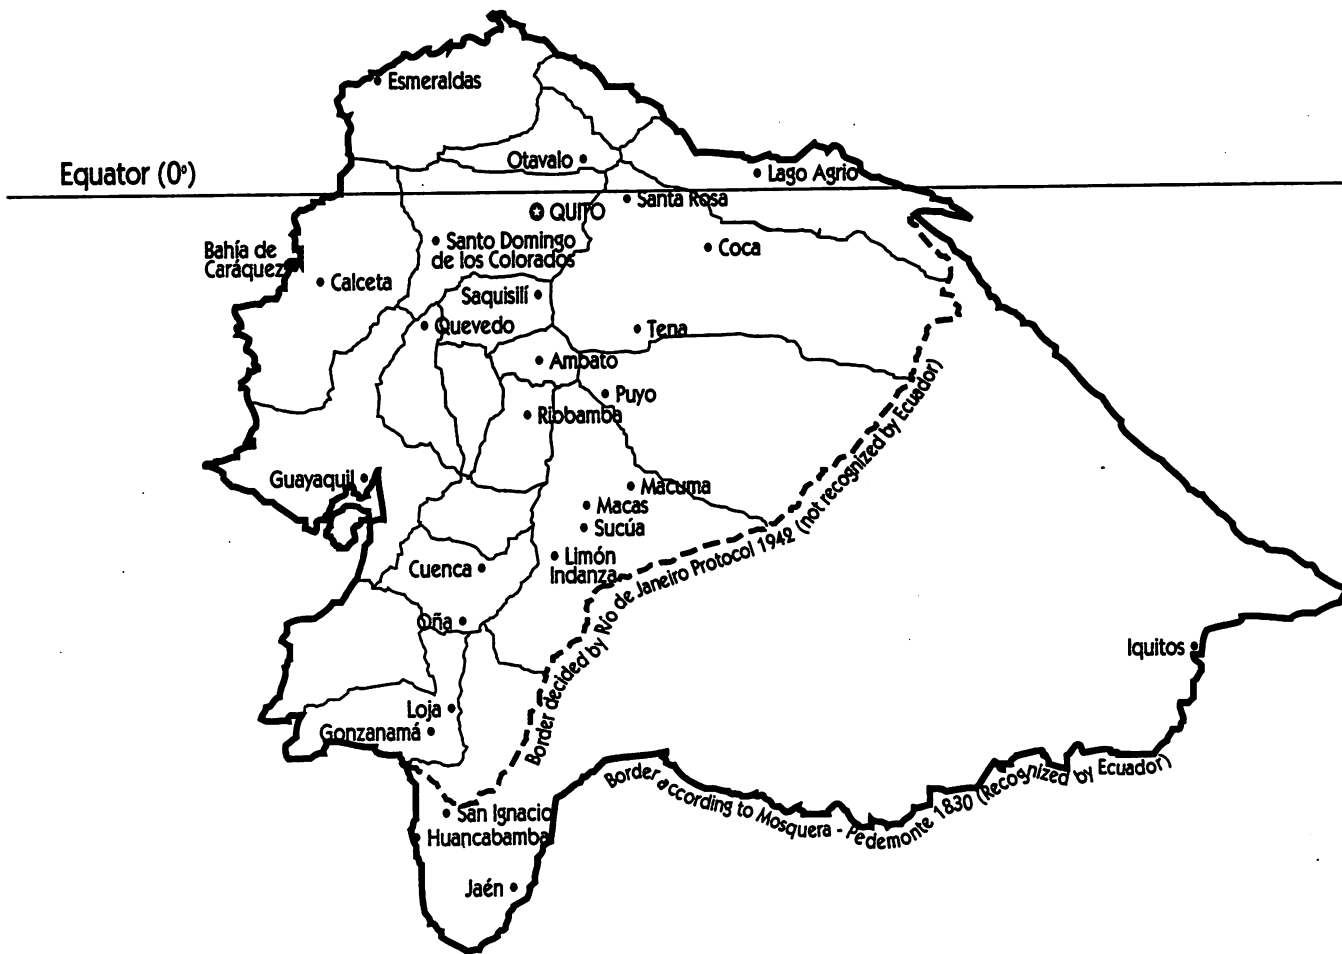 Esmeraldas
Otavalo
Lago Agrio
Equator (0°)
Santa Rosa
QUITO
Santo Domingo
de los Colorados
Coca
Bahía de
Caráquez
Calceta
Saquisilí
Quevedo
Tena
Ambato
Puyo
Riobamba
Guayaquil
Macuma
Macas
Sucúa
Limón
Indanza
Cuenca
Oña
Iquitos
Loja
Gonzanamá
San Ignacio
Huancabamba
Jaén
Border decided by Río de Janeiro Protocol 1942 (not recognized by Ecuador)
Border according to Mosquera - Pedemonte 1830 (Recognized by Ecuador)